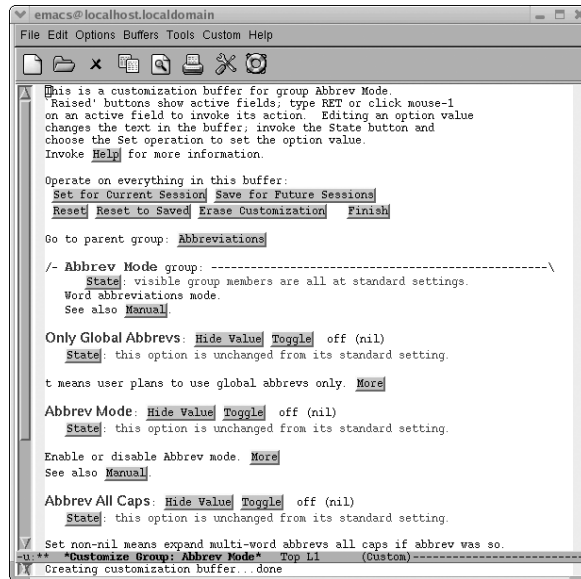 emacs@localhost.localdomain
File Edit Options Buffers Tools Custom Help
This is a customization buffer for group Abbrev Mode.
`Raised' buttons show active fields; type RET or click mouse-1
on an active field to invoke its action.  Editing an option value
changes the text in the buffer; invoke the State button and
choose the Set operation to set the option value.
Invoke Help for more information.
Operate on everything in this buffer:
Set for Current Session Save for Future Sessions
Reset Reset to Saved Erase Customization Finish
Go to parent group: Abbreviations
/- Abbrev Mode group: --------------------------------------------------\
State: visible group members are all at standard settings.
Word abbreviations mode.
See also Manual.
Only Global Abbrevs: Hide Value Toggle off (nil)
State: this option is unchanged from its standard setting.
t means user plans to use global abbrevs only. More
Abbrev Mode: Hide Value Toggle off (nil)
State: this option is unchanged from its standard setting.
Enable or disable Abbrev mode. More
See also Manual.
Abbrev All Caps: Hide Value Toggle off (nil)
State: this option is unchanged from its standard setting.
Set non-nil means expand multi-word abbrevs all caps if abbrev was so.
-u:** *Customize Group: Abbrev Mode* Top L1 (Custom)-------------------------
Creating customization buffer...done